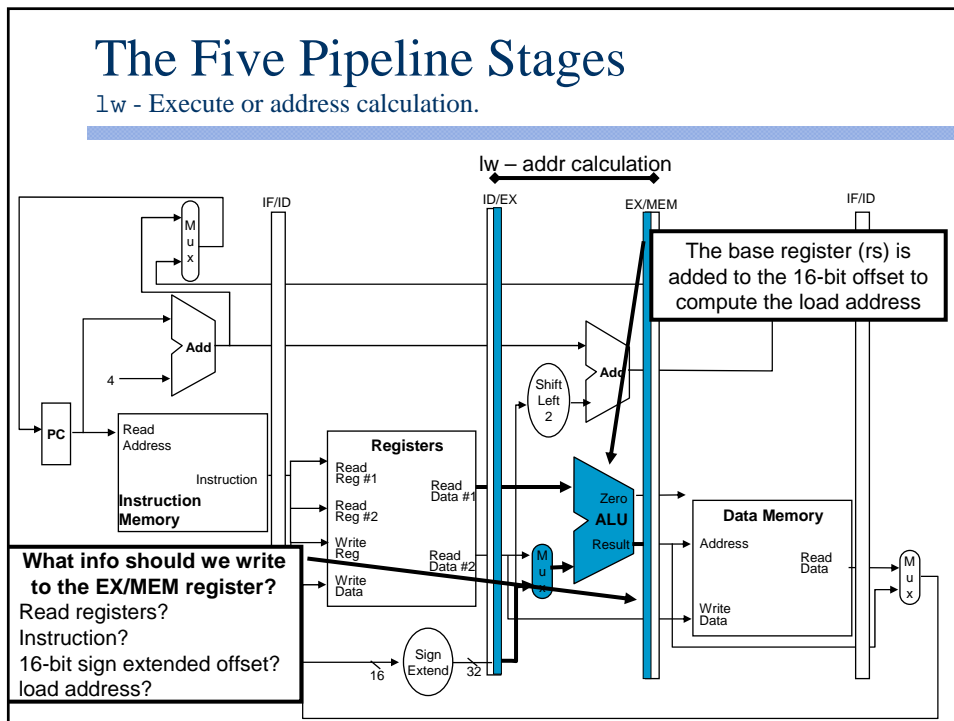 The Five Pipeline Stages
lw - Execute or address calculation.
lw – addr calculation
IF/ID
ID/EX
EX/MEM
IF/ID
M
u
x
The base register (rs) is
added to the 16-bit offset to
compute the load address
Add
4
Add
Shift
Left
2
PC
Read
Address
Instruction
Instruction
Memory
Registers
Read
Reg #1
Read
Reg #2
Write
Reg
Write
Data
Read
Data #1
Read
Data #2
M
u
x
Zero
ALU
Result
Data Memory
Address
Read
Data
Write
Data
M
u
x
What info should we write
to the EX/MEM register?
Read registers?
Instruction?
16-bit sign extended offset?
load address?
16
Sign
Extend
32